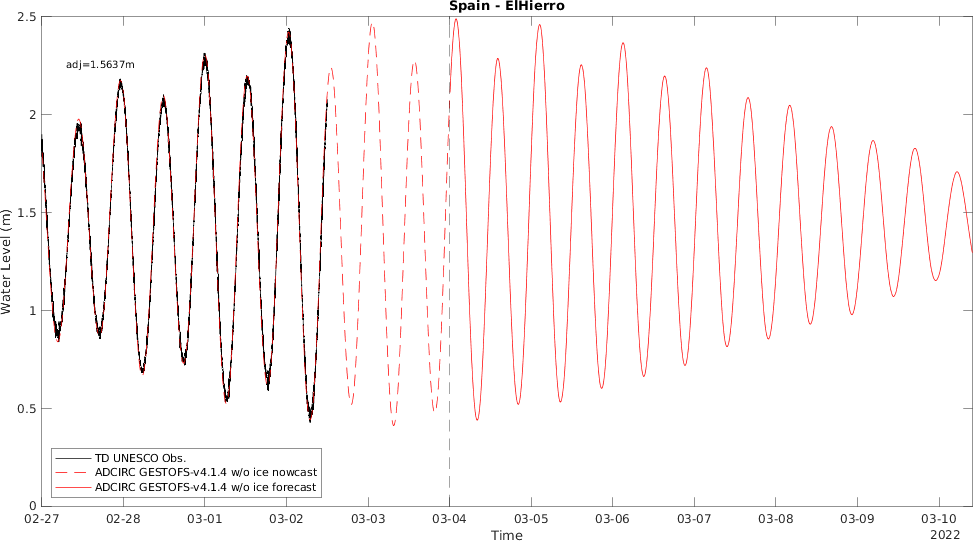 Spain - ElHierro
2.5
adj=1.5637m
2
1.5
Water Level (m)
1
0.5
TD UNESCO Obs.
ADCIRC GESTOFS-v4.1.4 w/o ice nowcast
ADCIRC GESTOFS-v4.1.4 w/o ice forecast
0
02-27 02-28 03-01 03-02 03-03 03-04 03-05 03-06 03-07 03-08 03-09 03-10
Time 2022